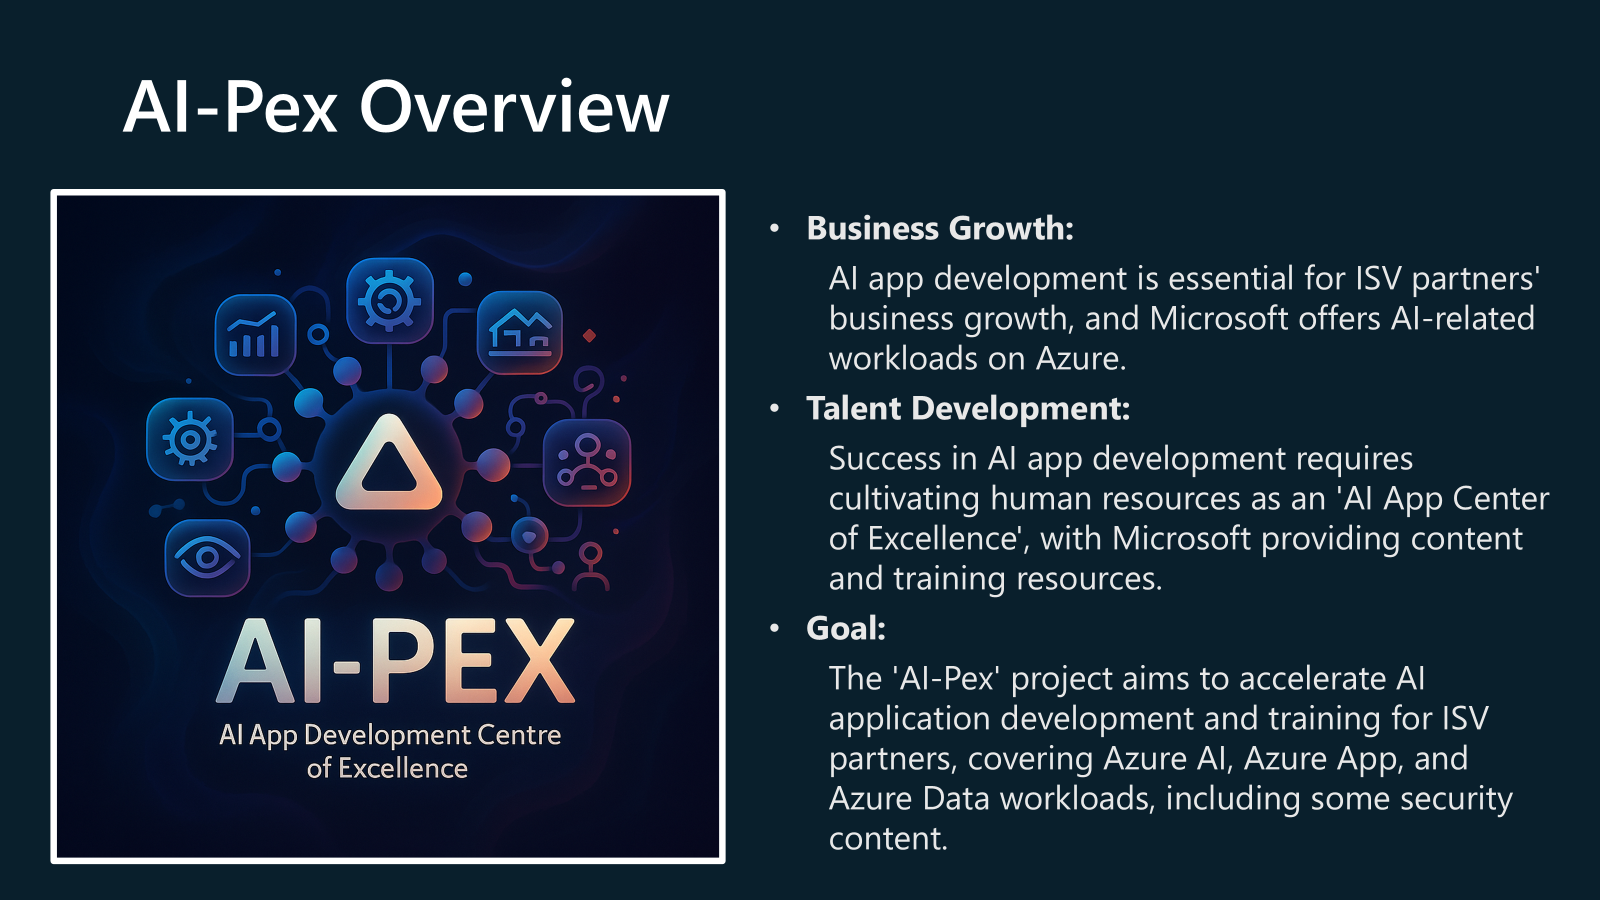 AI-Pex Overview
AI-PEX
AI App Development Centre
of Excellence
• Business Growth:
AI app development is essential for ISV partners'
business growth, and Microsoft offers AI-related
workloads on Azure.
• Talent Development:
Success in AI app development requires
cultivating human resources as an 'AI App Center
of Excellence', with Microsoft providing content
and training resources.
• Goal:
The 'AI-Pex' project aims to accelerate AI
application development and training for ISV
partners, covering Azure AI, Azure App, and
Azure Data workloads, including some security
content.